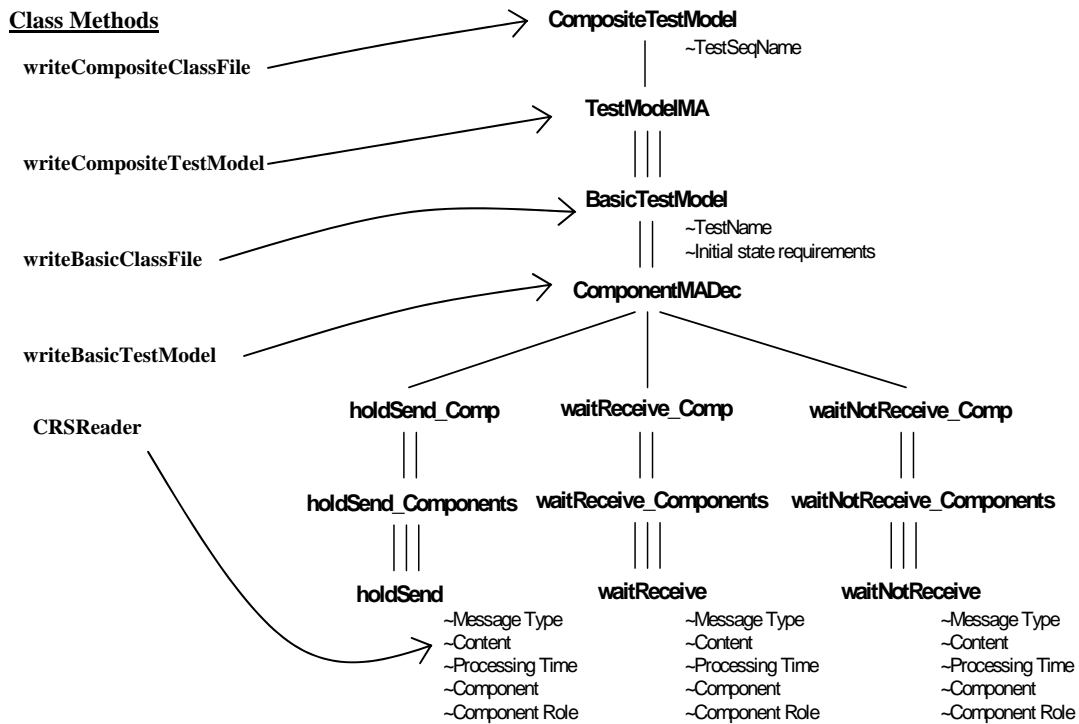 Class Methods
CompositeTestModel
~TestSeqName
writeCompositeClassFile
TestModelMA
writeCompositeTestModel
BasicTestModel
~TestName
~Initial state requirements
writeBasicClassFile
ComponentMADec
writeBasicTestModel
holdSend_Comp
waitReceive_Comp
waitNotReceive_Comp
CRSReader
holdSend_Components
waitReceive_Components
waitNotReceive_Components
holdSend
waitReceive
waitNotReceive
~Message Type
~Content
~Processing Time
~Component
~Component Role
~Message Type
~Content
~Processing Time
~Component
~Component Role
~Message Type
~Content
~Processing Time
~Component
~Component Role